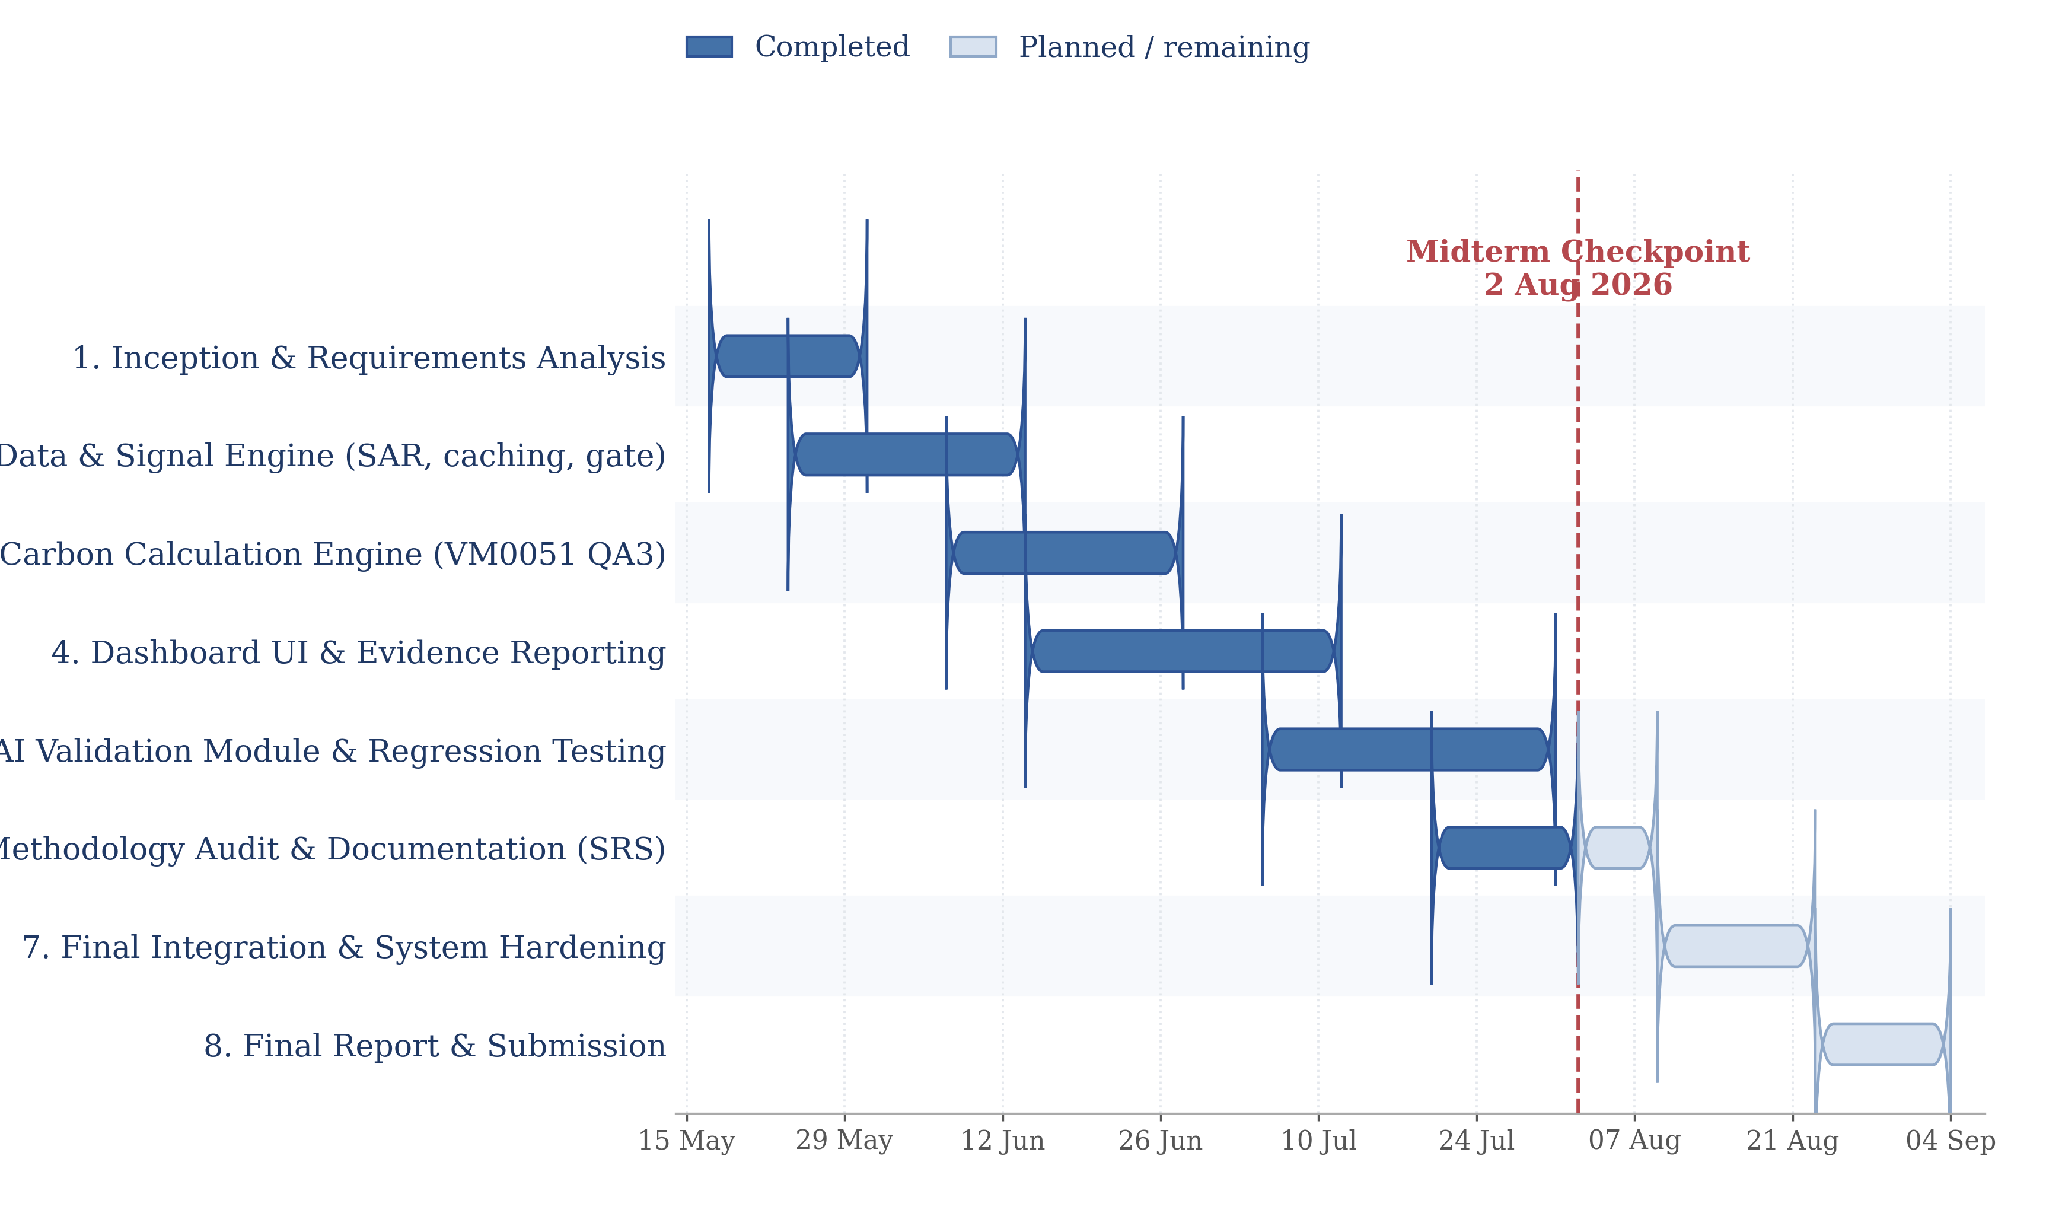 Completed
Planned / remaining
Midterm Checkpoint
2 Aug 2026
1. Inception & Requirements Analysis
Data & Signal Engine (SAR, caching, gate)
Carbon Calculation Engine (VM0051 QA3)
4. Dashboard UI & Evidence Reporting
AI Validation Module & Regression Testing
Methodology Audit & Documentation (SRS)
7. Final Integration & System Hardening
8. Final Report & Submission
15 May 29 May 12 Jun 26 Jun 10 Jul 24 Jul 07 Aug 21 Aug 04 Sep